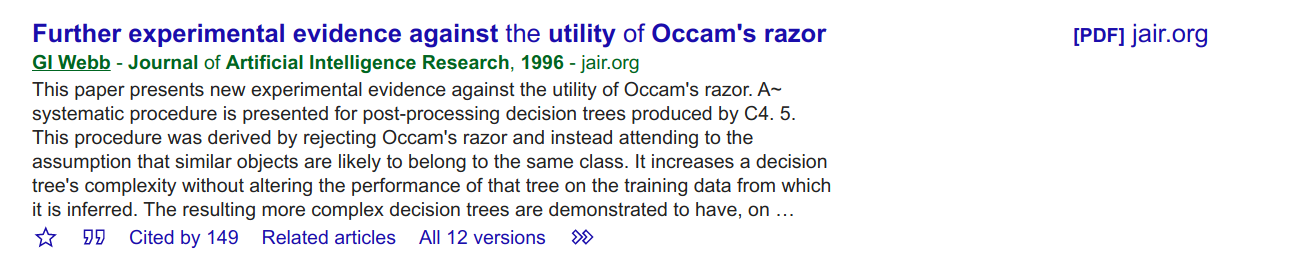 Further experimental evidence against the utility of Occam's razor
[PDF] jair.org
GI Webb - Journal of Artificial Intelligence Research, 1996 - jair.org
This paper presents new experimental evidence against the utility of Occam's razor. A~
systematic procedure is presented for post-processing decision trees produced by C4. 5.
This procedure was derived by rejecting Occam's razor and instead attending to the
assumption that similar objects are likely to belong to the same class. It increases a decision
tree's complexity without altering the performance of that tree on the training data from which
it is inferred. The resulting more complex decision trees are demonstrated to have, on …
Cited by 149 Related articles All 12 versions